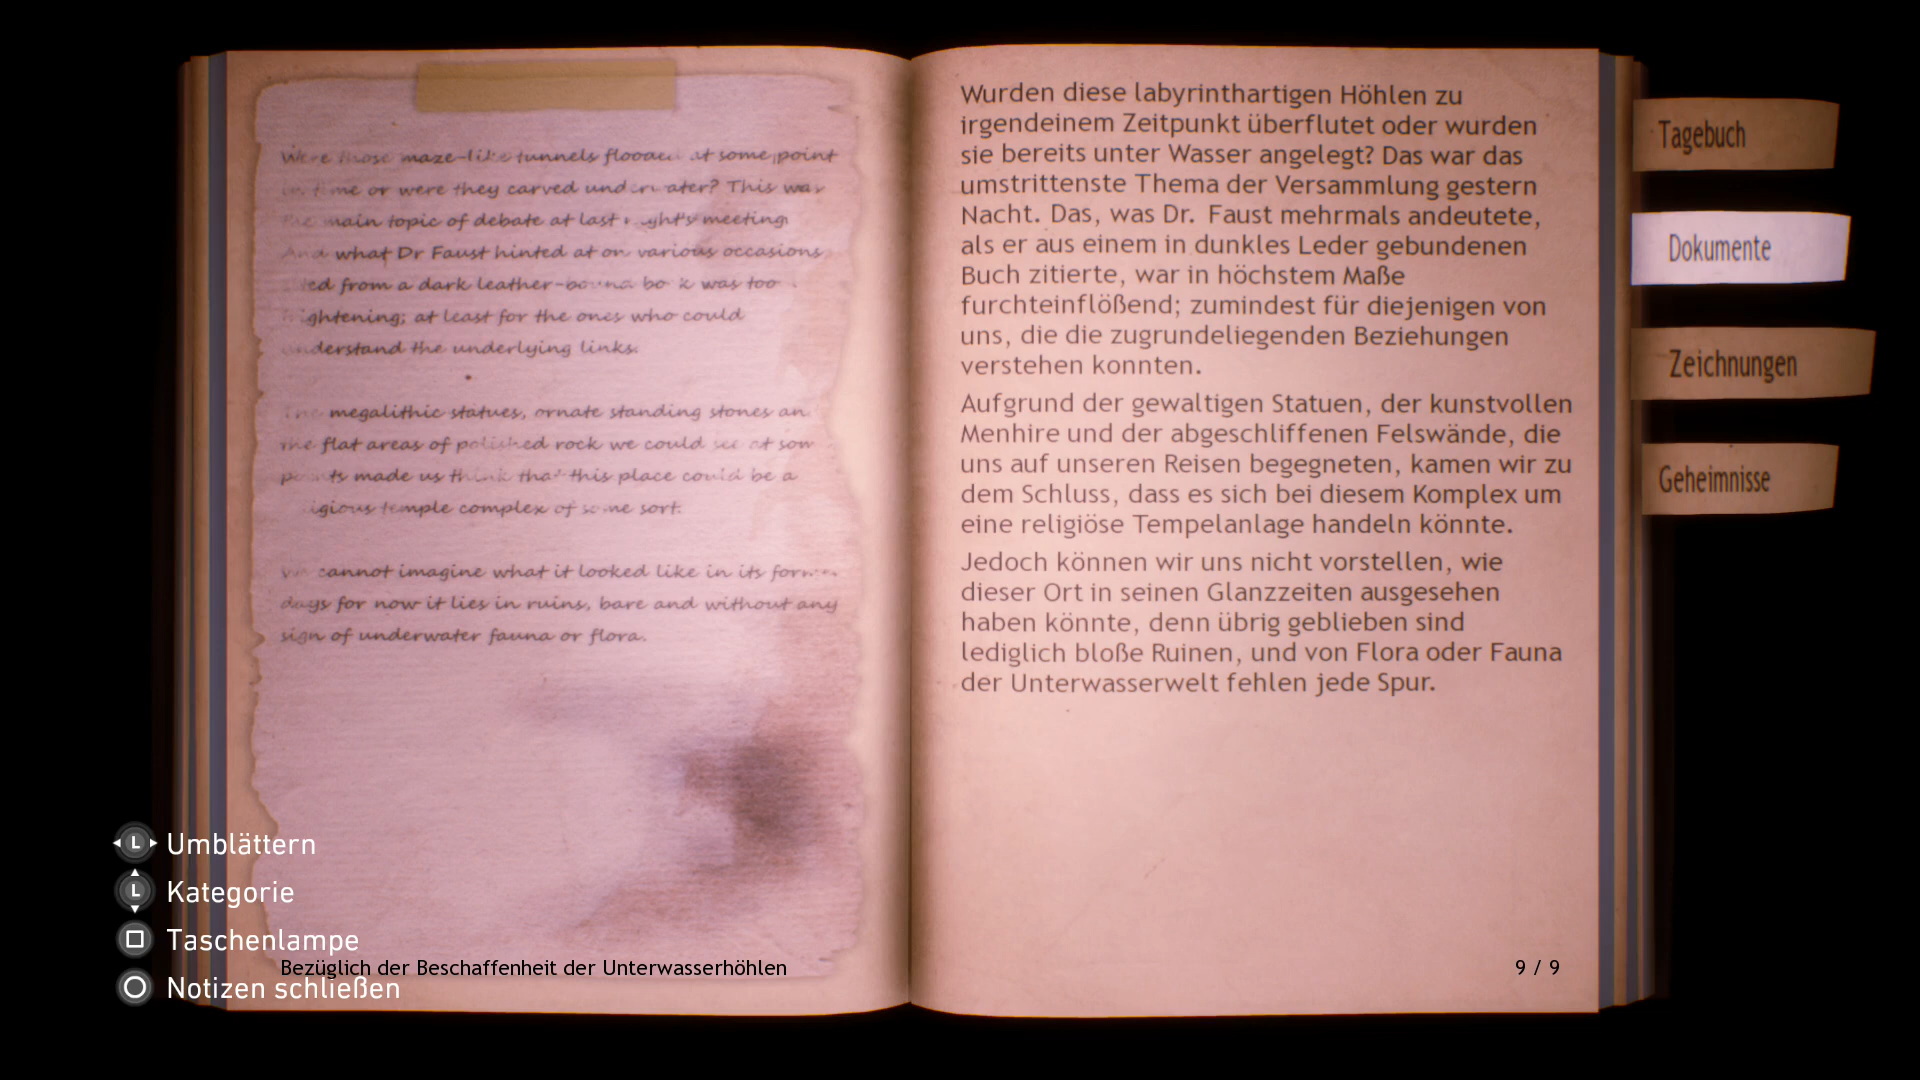 Were those maze-like tunnels flooded at some point
in time or were they carved underwater? This was
the main topic of debate at last night's meeting.
And what Dr Faust hinted at on various occasions
ted from a dark leather-bound book was too
ightening; at least for the ones who could
understand the underlying links.
The megalithic statues, ornate standing stones an
the flat areas of polished rock we could see at som
points made us think that this place could be a
igious temple complex of some sort.
We cannot imagine what it looked like in its former
days for now it lies in ruins, bare and without any
sign of underwater fauna or flora.
Wurden diese labyrinthartigen Höhlen zu
irgendeinem Zeitpunkt überflutet oder wurden
sie bereits unter Wasser angelegt? Das war das
umstrittenste Thema der Versammlung gestern
Nacht. Das, was Dr. Faust mehrmals andeutete,
als er aus einem in dunkles Leder gebundenen
Buch zitierte, war in höchstem Maße
furchteinflößend; zumindest für diejenigen von
uns, die die zugrundeliegenden Beziehungen
verstehen konnten.
Aufgrund der gewaltigen Statuen, der kunstvollen
Menhire und der abgeschliffenen Felswände, die
uns auf unseren Reisen begegneten, kamen wir zu
dem Schluss, dass es sich bei diesem Komplex um
eine religiöse Tempelanlage handeln könnte.
Jedoch können wir uns nicht vorstellen, wie
dieser Ort in seinen Glanzzeiten ausgesehen
haben könnte, denn übrig geblieben sind
lediglich bloße Ruinen, und von Flora oder Fauna
der Unterwasserwelt fehlen jede Spur.
Tagebuch
Dokumente
Zeichnungen
Geheimnisse
L Umblättern
L Kategorie
Taschenlampe
Bezüglich der Beschaffenheit der Unterwasserhöhlen
9 / 9
Notizen schließen